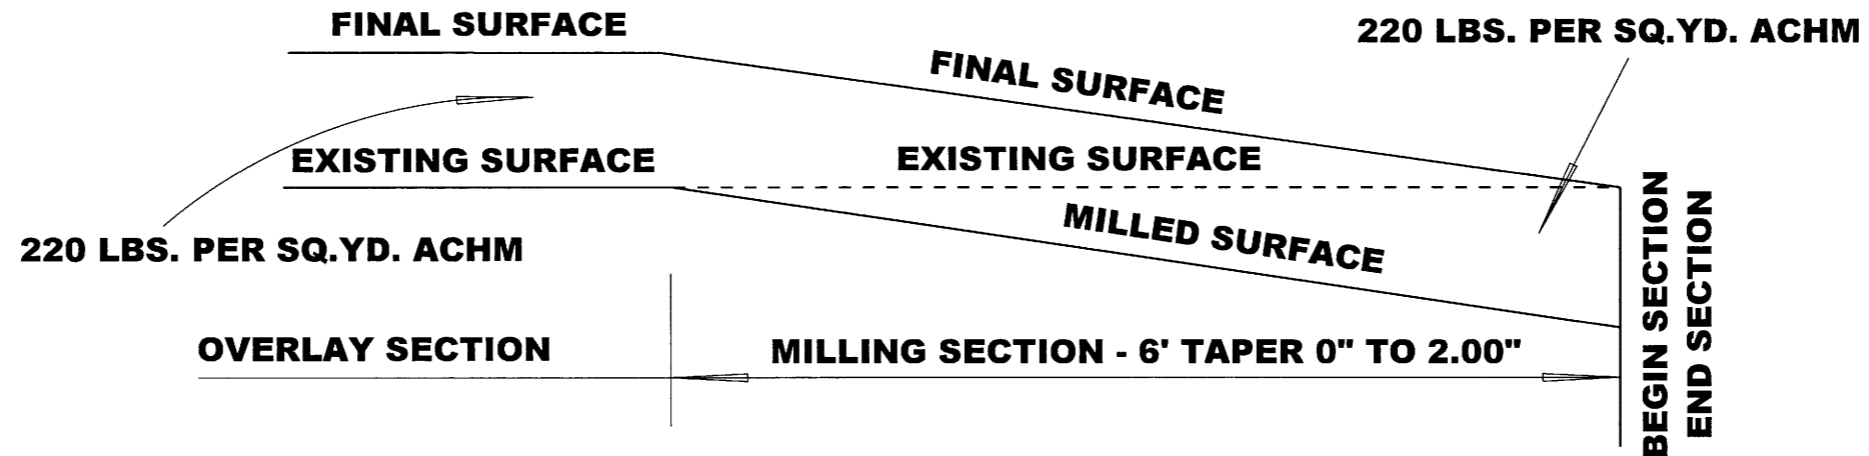 FINAL SURFACE
220 LBS. PER SQ.YD. ACHM
FINAL SURFACE
EXISTING SURFACE
EXISTING SURFACE
MILLED SURFACE
220 LBS. PER SQ.YD. ACHM
OVERLAY SECTION
MILLING SECTION - 6' TAPER 0" TO 2.00"
BEGIN SECTION
END SECTION